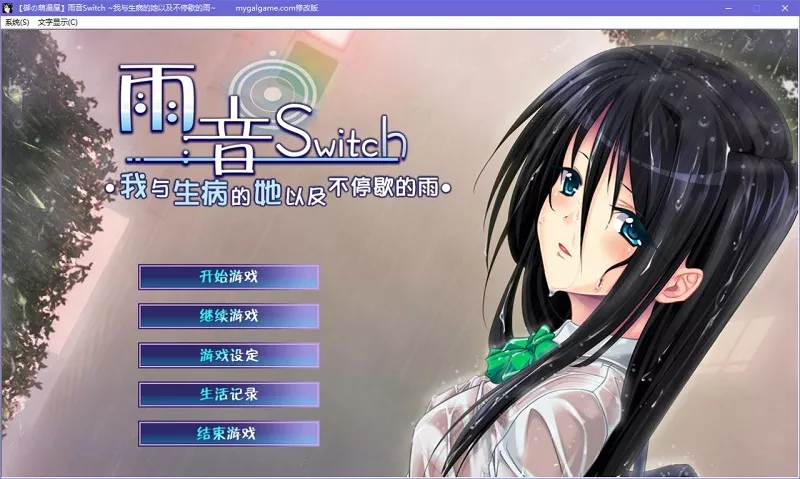 【御の萌漫屋】雨音Switch ~我与生病的她以及不停歇的雨~ mygalgame.com修改版
系统(S) 文字显示(C)
雨音Switch
•我与生病的她以及不停歇的雨•
开始游戏
继续游戏
游戏设定
生活记录
结束游戏